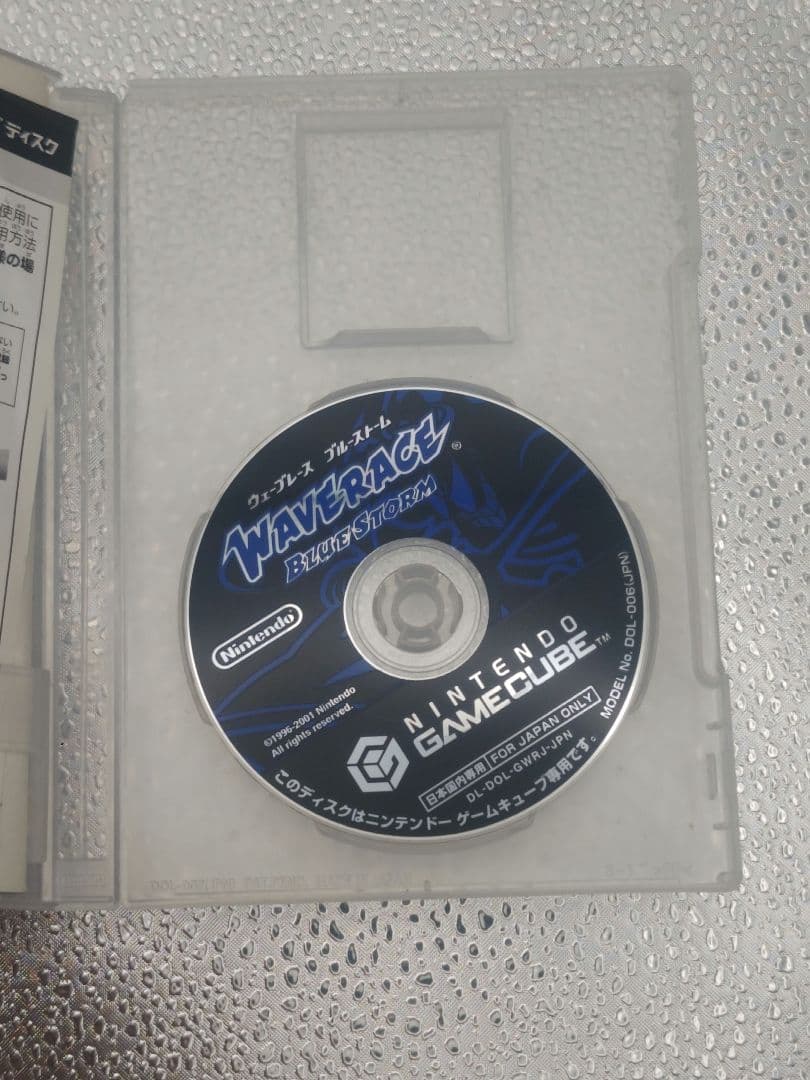 ディスク
使用に
用方法
様の場
さい。
ウェーブレース ブルーストーム
WAVERACE®
BLUE STORM
Nintendo®
©1996-2001 Nintendo
All rights reserved.
NINTENDO
GAMECUBE™
日本国内専用 FOR JAPAN ONLY
DL-DOL-GWRJ-JPN
MODEL No. DOL-006(JPN)
このディスクはニンテンドー ゲームキューブ専用です。